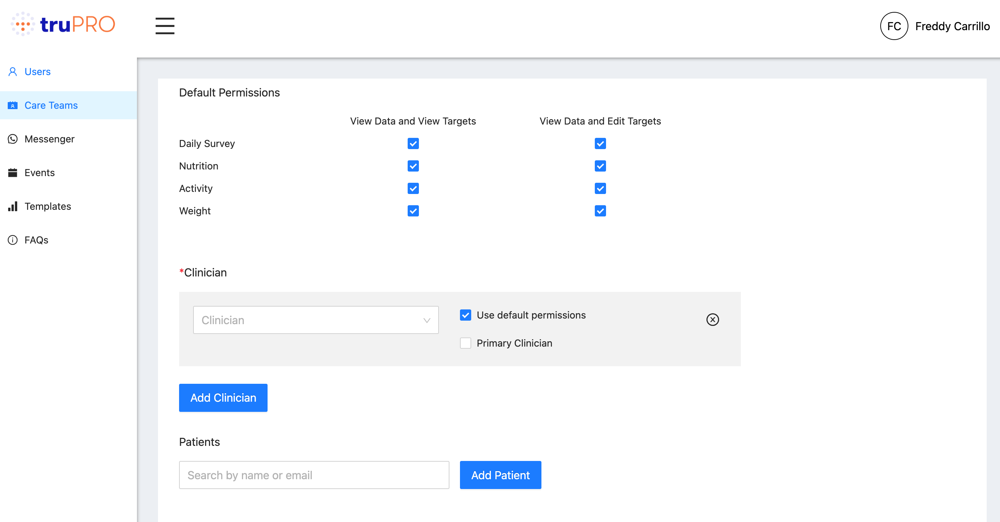 truPRO
FC Freddy Carrillo
Users
Care Teams
Messenger
Events
Templates
FAQs
Default Permissions
View Data and View Targets View Data and Edit Targets
Daily Survey
Nutrition
Activity
Weight
*Clinician
Clinician
Use default permissions
Primary Clinician
Add Clinician
Patients
Search by name or email
Add Patient